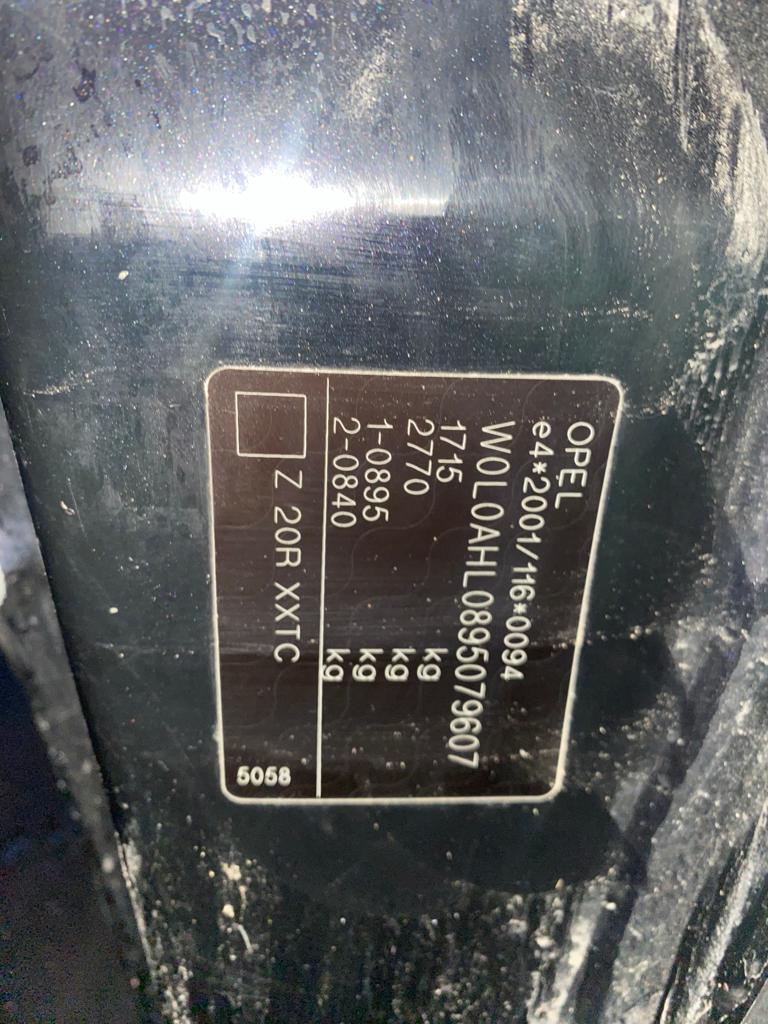 OPEL
e4*2001/116*0094
W0L0AHL0895079607
1715 kg
2770 kg
1-0895 kg
2-0840 kg
Z 20R XXTC
5058